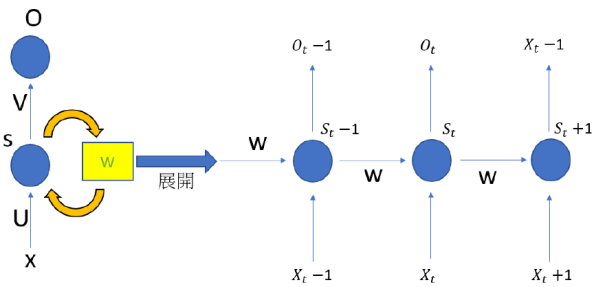 O
V
S
W
U
x
展開
W
W
W
O_t-1
O_t
X_t-1
S_t-1
S_t
S_t+1
X_t-1
X_t
X_t+1